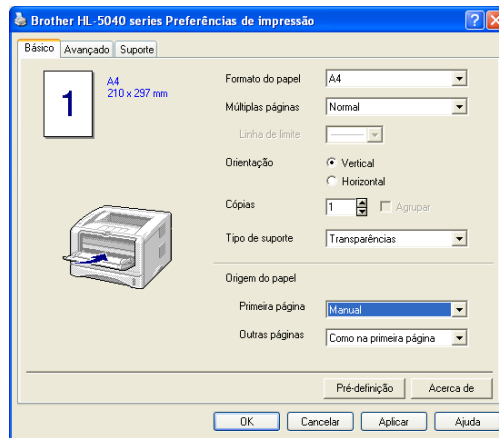 Brother HL-5040 series Preferências de impressão
Básico Avançado Suporte
1
A4
210 x 297 mm
Formato do papel A4
Múltiplas páginas Normal
Linha de limite
Orientação Vertical
Horizontal
Cópias 1 Agrupar
Tipo de suporte Transparências
Origem do papel
Primeira página Manual
Outras páginas Como na primeira página
Pré-definição Acerca de
OK Cancelar Aplicar Ajuda